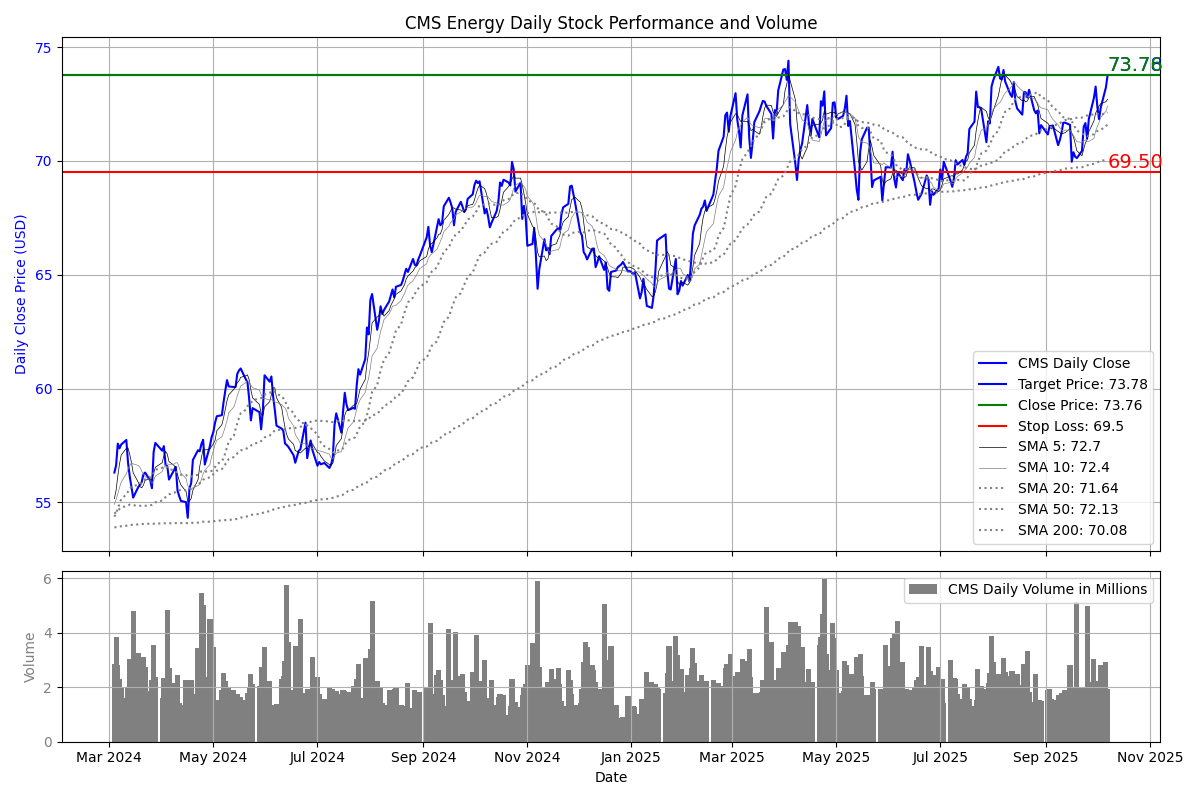 CMS Energy Daily Stock Performance and Volume
75
70
65
60
55
Daily Close Price (USD)
73.78
69.50
CMS Daily Close
Target Price: 73.78
Close Price: 73.76
Stop Loss: 69.5
SMA 5: 72.7
SMA 10: 72.4
SMA 20: 71.64
SMA 50: 72.13
SMA 200: 70.08
6
4
2
0
Volume
CMS Daily Volume in Millions
Mar 2024 May 2024 Jul 2024 Sep 2024 Nov 2024 Jan 2025 Mar 2025 May 2025 Jul 2025 Sep 2025 Nov 2025
Date